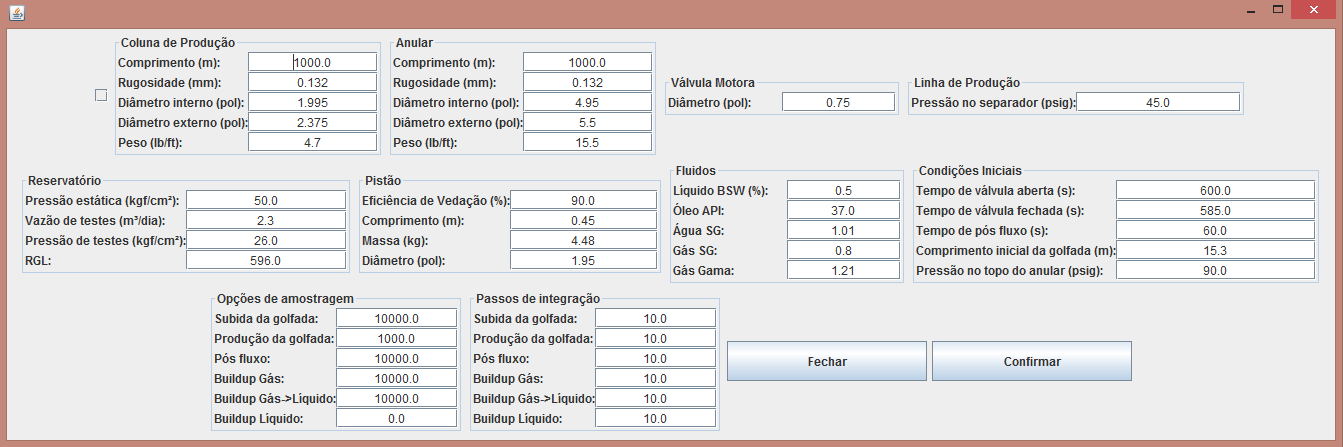 Coluna de Produção
Comprimento (m): 1000.0
Rugosidade (mm): 0.132
Diâmetro interno (pol): 1.995
Diâmetro externo (pol): 2.375
Peso (lb/ft): 4.7
Anular
Comprimento (m): 1000.0
Rugosidade (mm): 0.132
Diâmetro interno (pol): 4.95
Diâmetro externo (pol): 5.5
Peso (lb/ft): 15.5
Válvula Motora
Diâmetro (pol): 0.75
Linha de Produção
Pressão no separador (psig): 45.0
Reservatório
Pressão estática (kgf/cm²): 50.0
Vazão de testes (m³/dia): 2.3
Pressão de testes (kgf/cm²): 26.0
RGL: 596.0
Pistão
Eficiência de Vedação (%): 90.0
Comprimento (m): 0.45
Massa (kg): 4.48
Diâmetro (pol): 1.95
Fluidos
Líquido BSW (%): 0.5
Óleo API: 37.0
Água SG: 1.01
Gás SG: 0.8
Gás Gama: 1.21
Condições Iniciais
Tempo de válvula aberta (s): 600.0
Tempo de válvula fechada (s): 585.0
Tempo de pós fluxo (s): 60.0
Comprimento inicial da golfada (m): 15.3
Pressão no topo do anular (psig): 90.0
Opções de amostragem
Subida da golfada: 10000.0
Produção da golfada: 1000.0
Pós fluxo: 10000.0
Buildup Gás: 10000.0
Buildup Gás->Líquido: 10000.0
Buildup Líquido: 0.0
Passos de integração
Subida da golfada: 10.0
Produção da golfada: 10.0
Pós fluxo: 10.0
Buildup Gás: 10.0
Buildup Gás->Líquido: 10.0
Buildup Líquido: 10.0
Fechar
Confirmar